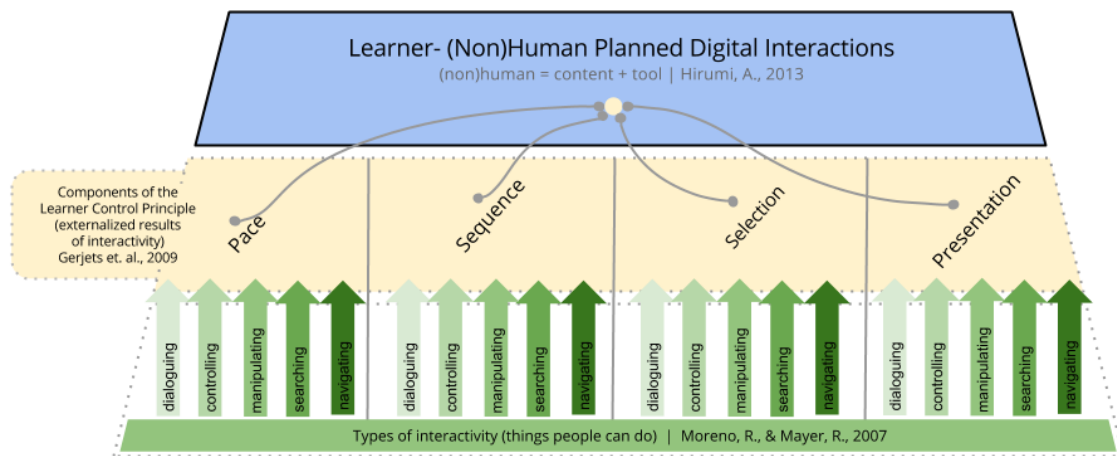 Learner- (Non)Human Planned Digital Interactions
(non)human = content + tool | Hirumi, A., 2013
Components of the
Learner Control Principle
(externalized results
of interactivity)
Gerjets et. al., 2009
Pace
Sequence
Selection
Presentation
dialoguing
controlling
manipulating
searching
navigating
dialoguing
controlling
manipulating
searching
navigating
dialoguing
controlling
manipulating
searching
navigating
dialoguing
controlling
manipulating
searching
navigating
Types of interactivity (things people can do) | Moreno, R., & Mayer, R., 2007